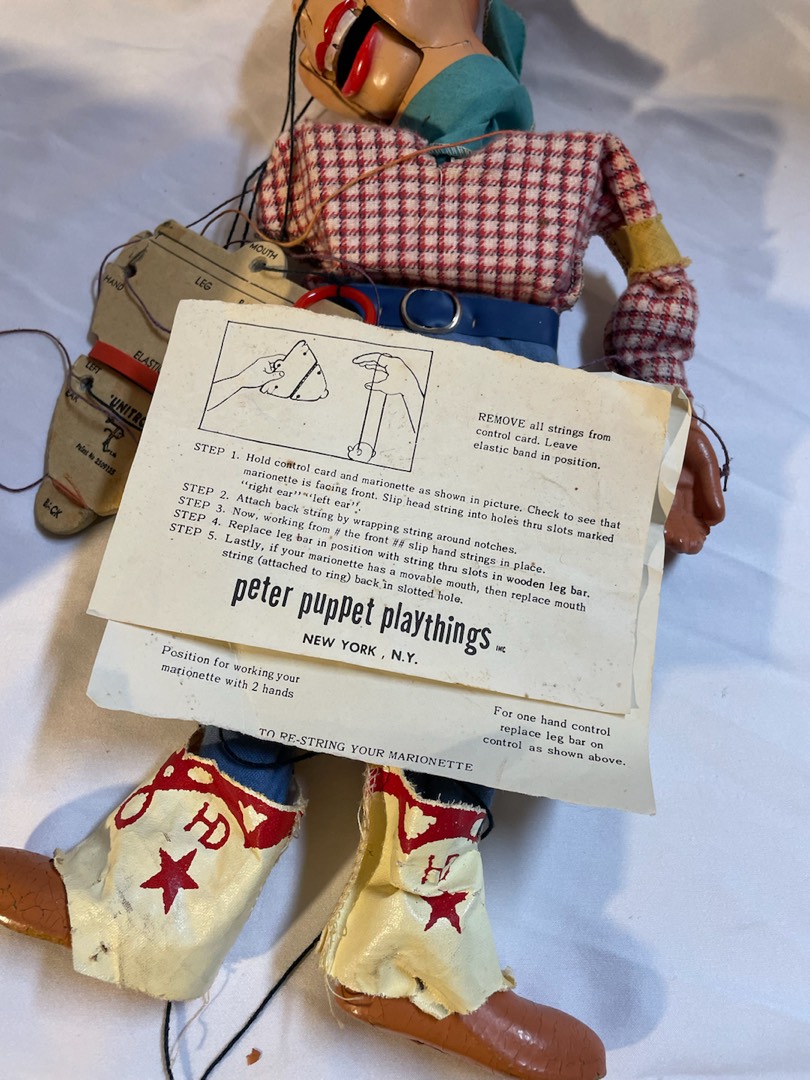 MOUTH
HAND
LEG
ELASTI
LEFT
EAR
"UNITRO
Patent No 2509135
BACK
REMOVE all strings from
control card. Leave
elastic band in position.
STEP 1. Hold control card and marionette as shown in picture. Check to see that
marionette is facing front. Slip head string into holes thru slots marked
"right ear" "left ear".
STEP 2. Attach back string by wrapping string around notches.
STEP 3. Now, working from # the front ## slip hand strings in place.
STEP 4. Replace leg bar in position with string thru slots in wooden leg bar.
STEP 5. Lastly, if your marionette has a movable mouth, then replace mouth
string (attached to ring) back in slotted hole.
peter puppet playthings INC
NEW YORK, N.Y.
Position for working your
marionette with 2 hands
For one hand control
replace leg bar on
control as shown above.
TO RE-STRING YOUR MARIONETTE
HD
HD